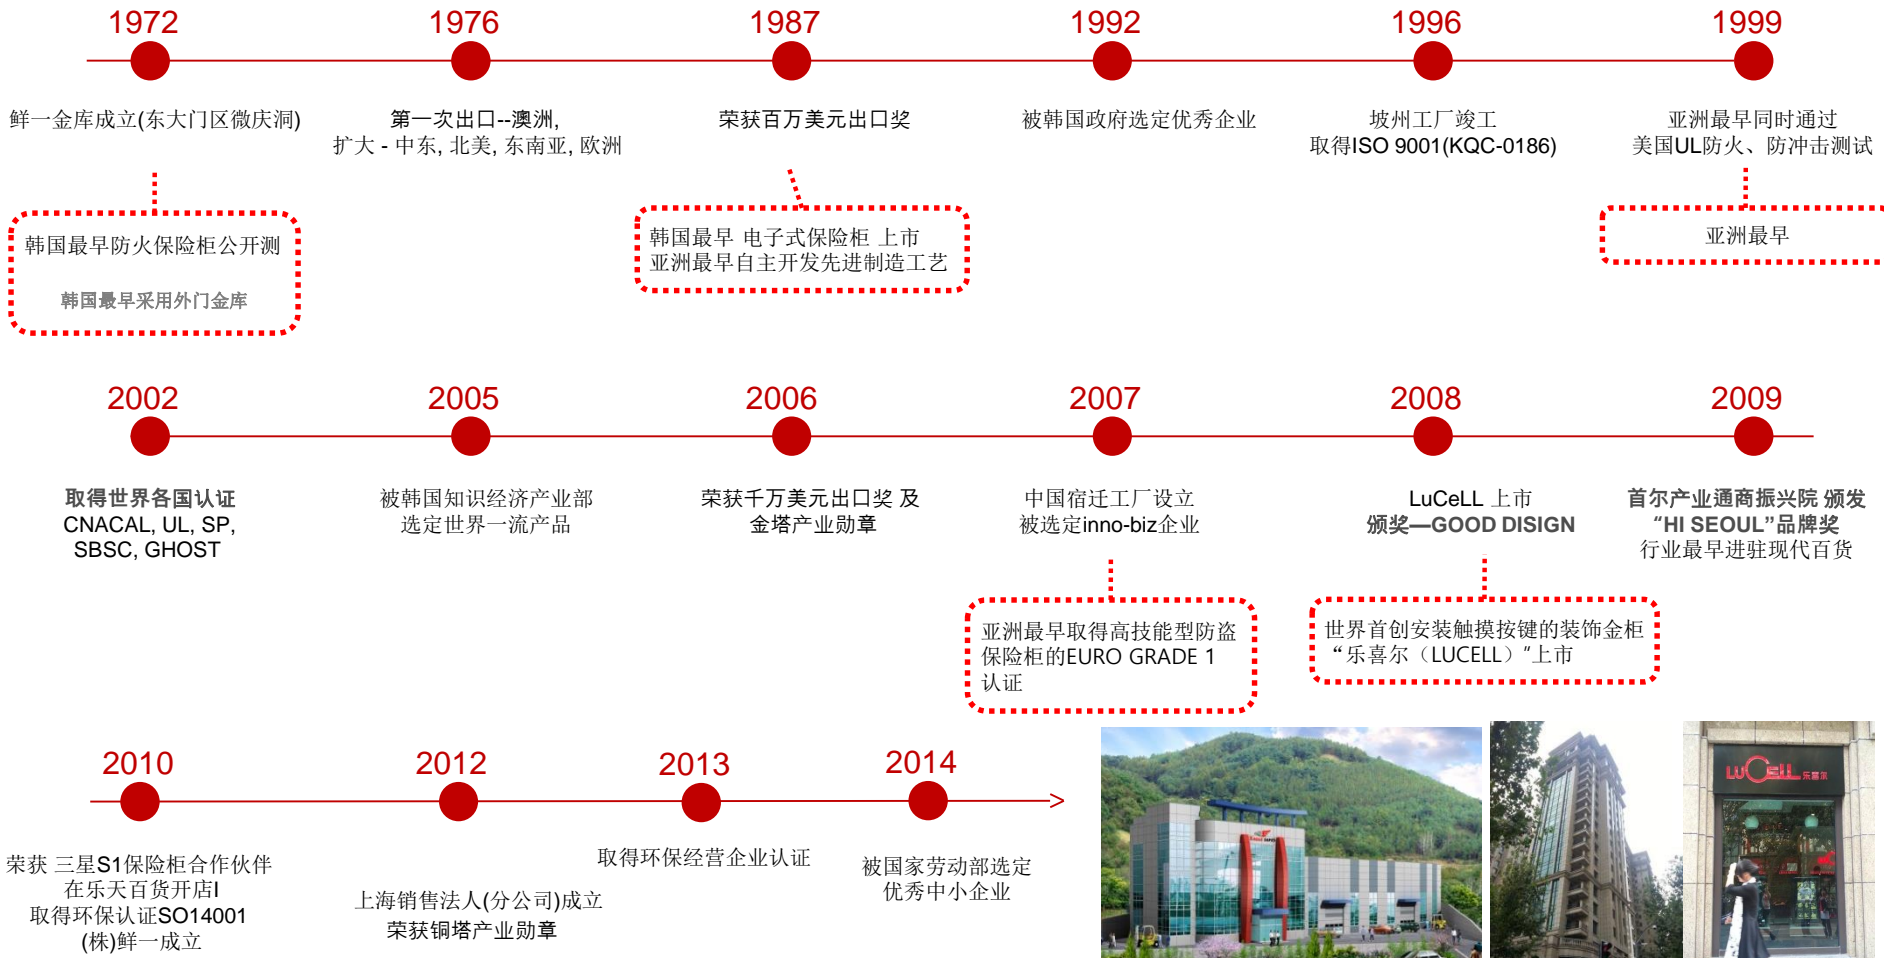 1972
1976
1987
1992
1996
1999
鲜一金库成立(东大门区微庆洞)
第一次出口--澳洲,
扩大 - 中东, 北美, 东南亚, 欧洲
荣获百万美元出口奖
被韩国政府选定优秀企业
坡州工厂竣工
取得ISO 9001(KQC-0186)
亚洲最早同时通过
美国UL防火、防冲击测试
韩国最早防火保险柜公开测
韩国最早采用外门金库
韩国最早 电子式保险柜 上市
亚洲最早自主开发先进制造工艺
亚洲最早
2002
2005
2006
2007
2008
2009
取得世界各国认证
CNACAL, UL, SP,
SBSC, GHOST
被韩国知识经济产业部
选定世界一流产品
荣获千万美元出口奖 及
金塔产业勋章
中国宿迁工厂设立
被选定inno-biz企业
LuCeLL 上市
颁奖—GOOD DISIGN
首尔产业通商振兴院 颁发
“HI SEOUL”品牌奖
行业最早进驻现代百货
亚洲最早取得高技能型防盗
保险柜的EURO GRADE 1
认证
世界首创安装触摸按键的装饰金柜
“乐喜尔（LUCELL）”上市
2010
2012
2013
2014
荣获 三星S1保险柜合作伙伴
在乐天百货开店I
取得环保认证SO14001
(株)鲜一成立
上海销售法人(分公司)成立
荣获铜塔产业勋章
取得环保经营企业认证
被国家劳动部选定
优秀中小企业
LUCELL 乐喜尔